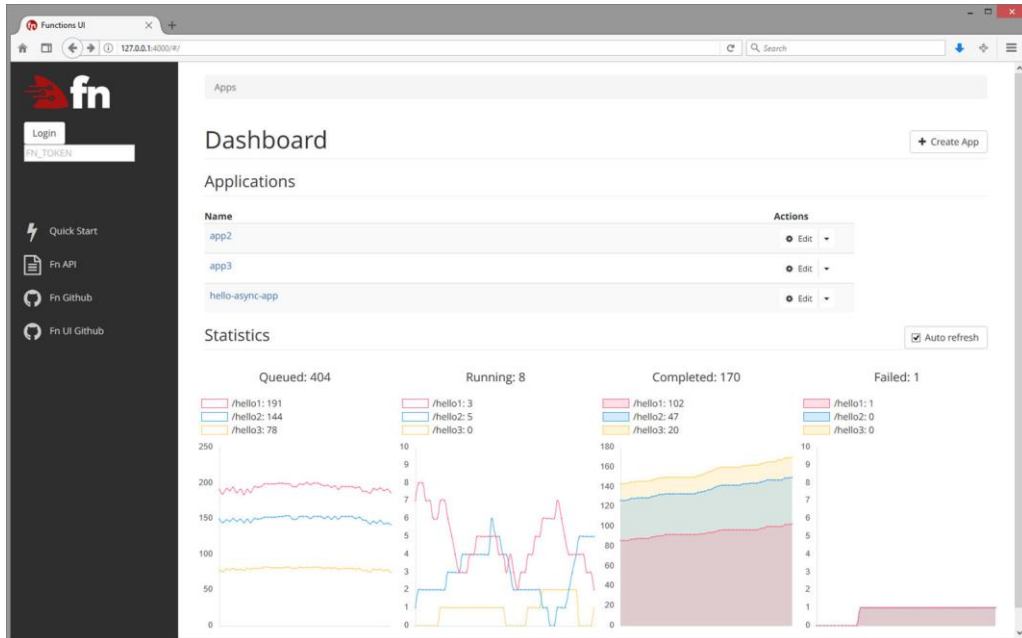 Functions UI
127.0.0.1:4000/#/
Search
fn
Login
FN_TOKEN
Quick Start
Fn API
Fn Github
Fn UI Github
Apps
Dashboard
Create App
Applications
Name Actions
app2 Edit
app3 Edit
hello-async-app Edit
Statistics
Auto refresh
Queued: 404
/hello1: 191
/hello2: 144
/hello3: 78
250
200
150
100
50
0
Running: 8
/hello1: 3
/hello2: 5
/hello3: 0
10
9
8
7
6
5
4
3
2
1
0
Completed: 170
/hello1: 102
/hello2: 47
/hello3: 20
180
160
140
120
100
80
60
40
20
0
Failed: 1
/hello1: 1
/hello2: 0
/hello3: 0
10
9
8
7
6
5
4
3
2
1
0